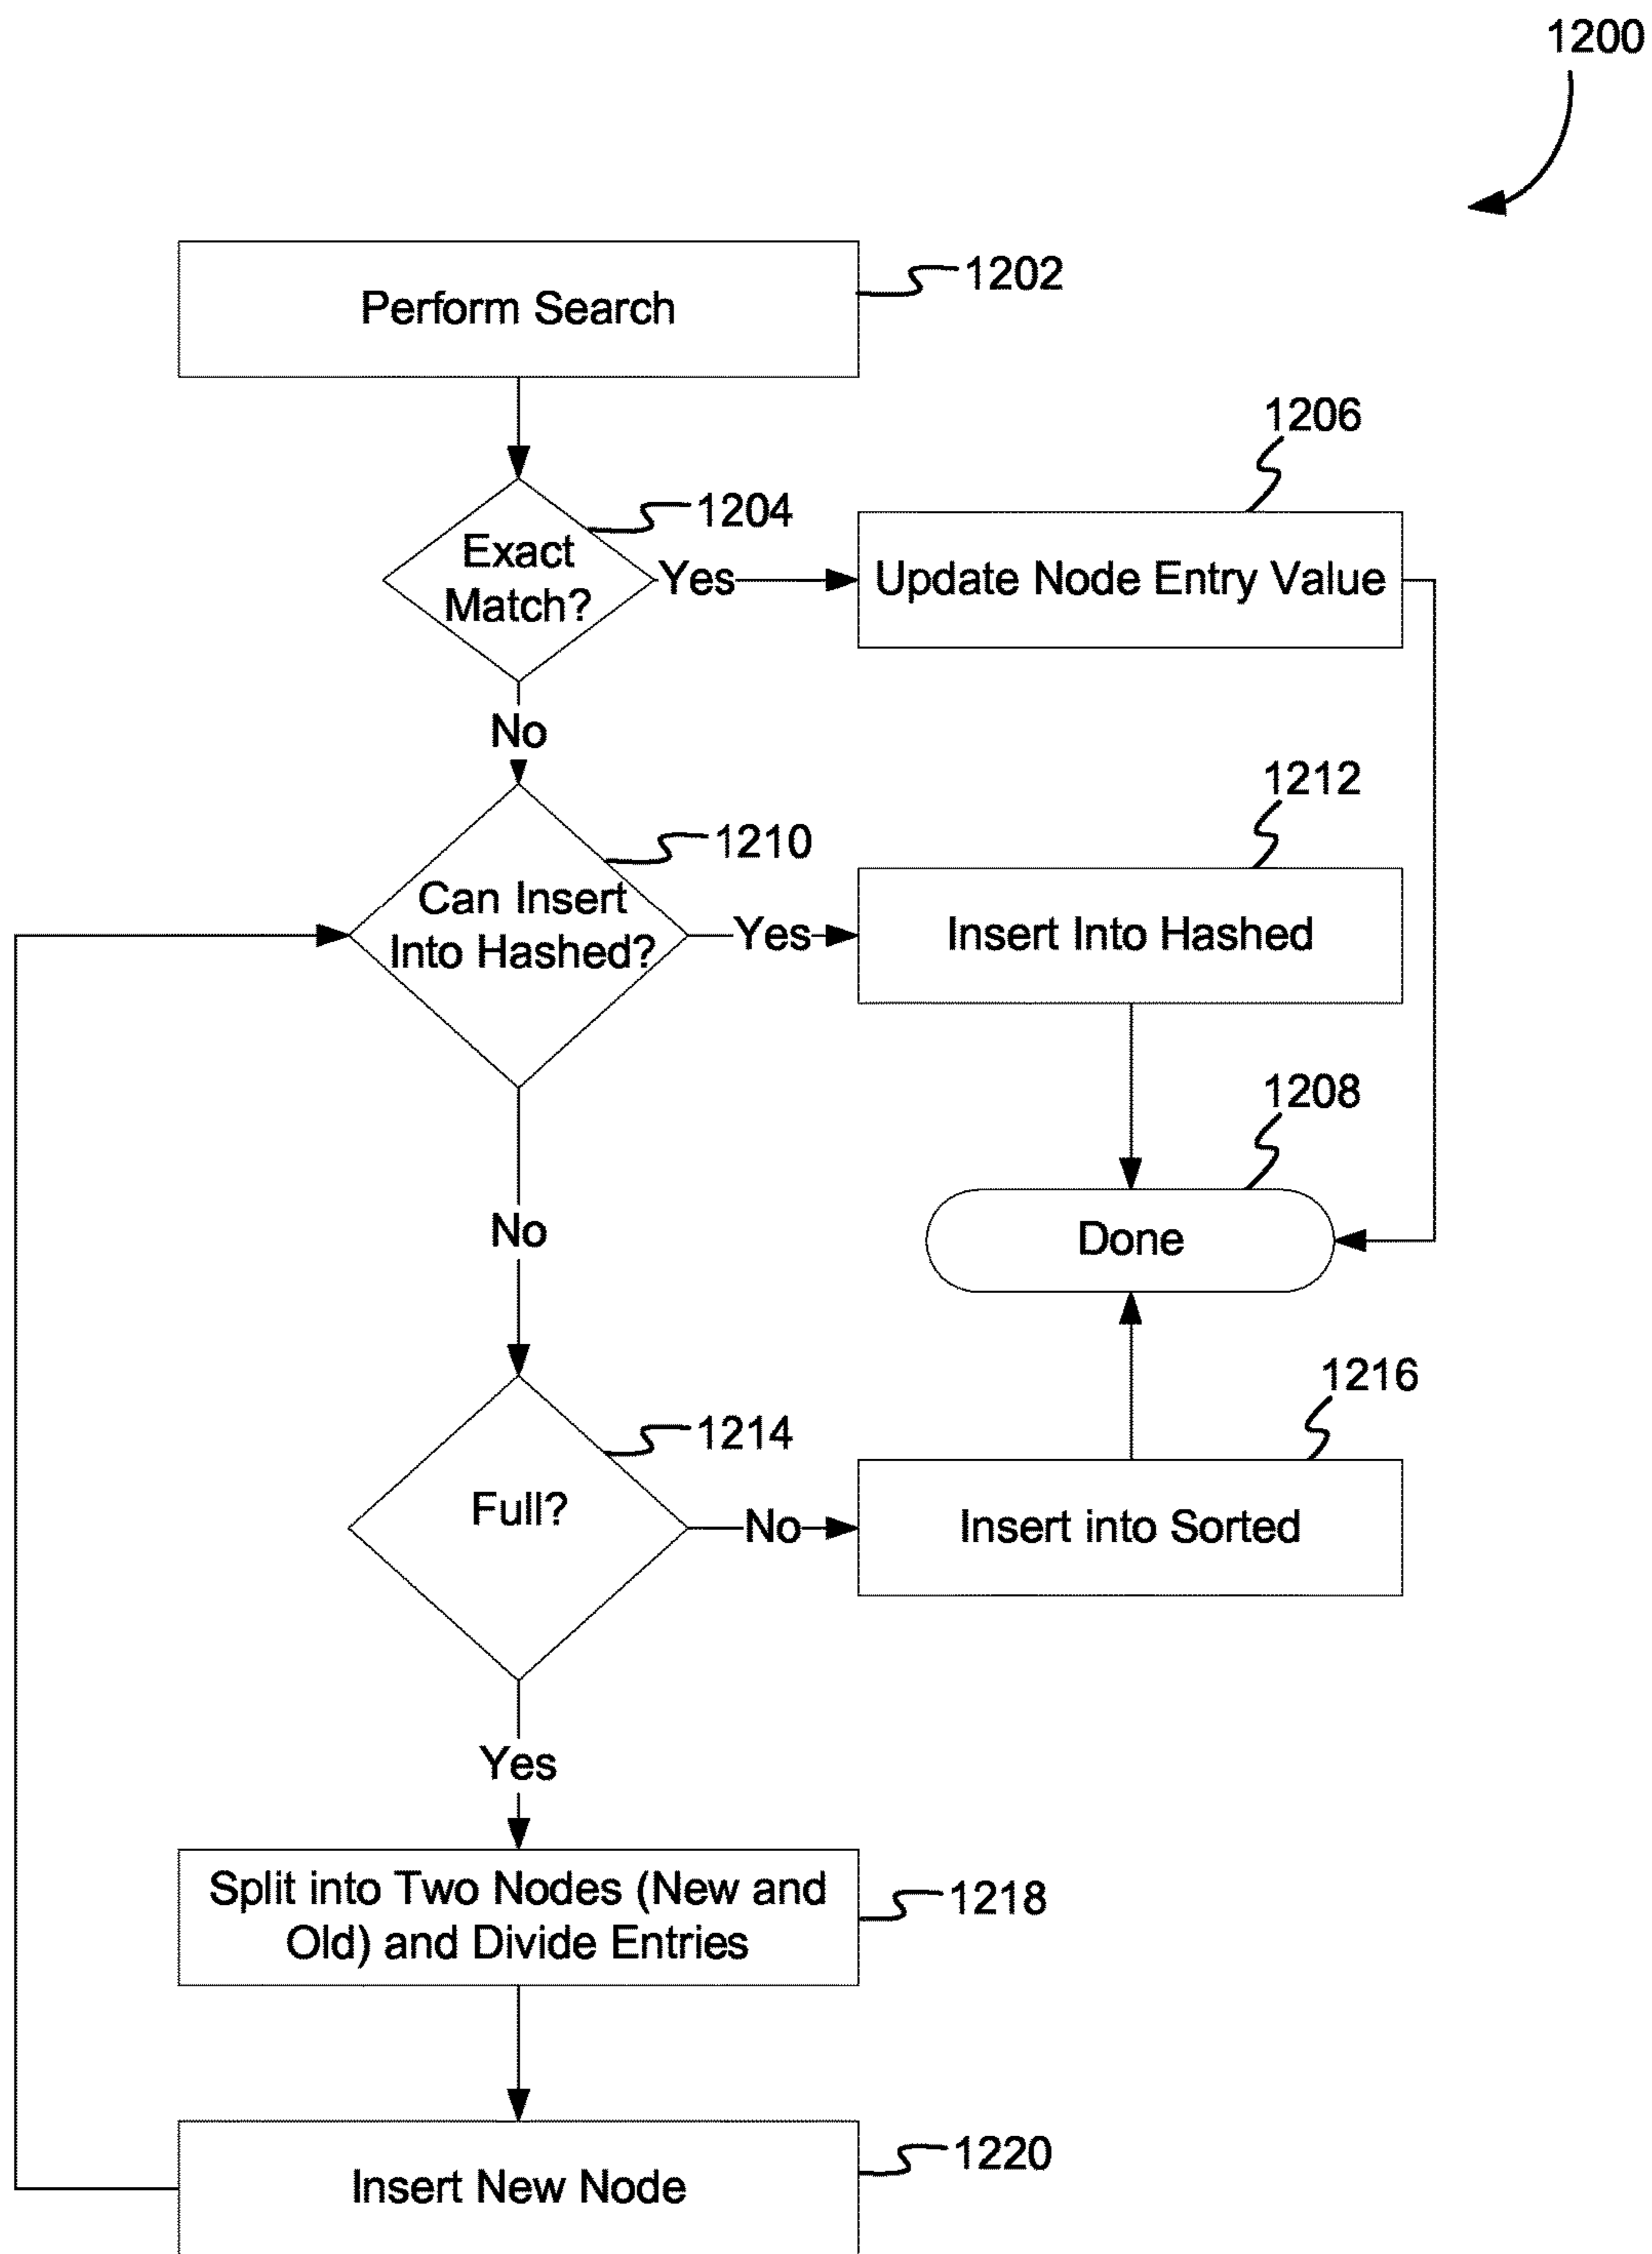 1200
Perform Search
1202
1206
1204
Exact
Match?
Yes
Update Node Entry Value
No
1212
1210
Can Insert
Into Hashed?
Yes
Insert Into Hashed
1208
No
Done
1216
1214
Full?
No
Insert into Sorted
Yes
Split into Two Nodes (New and
Old) and Divide Entries
1218
1220
Insert New Node